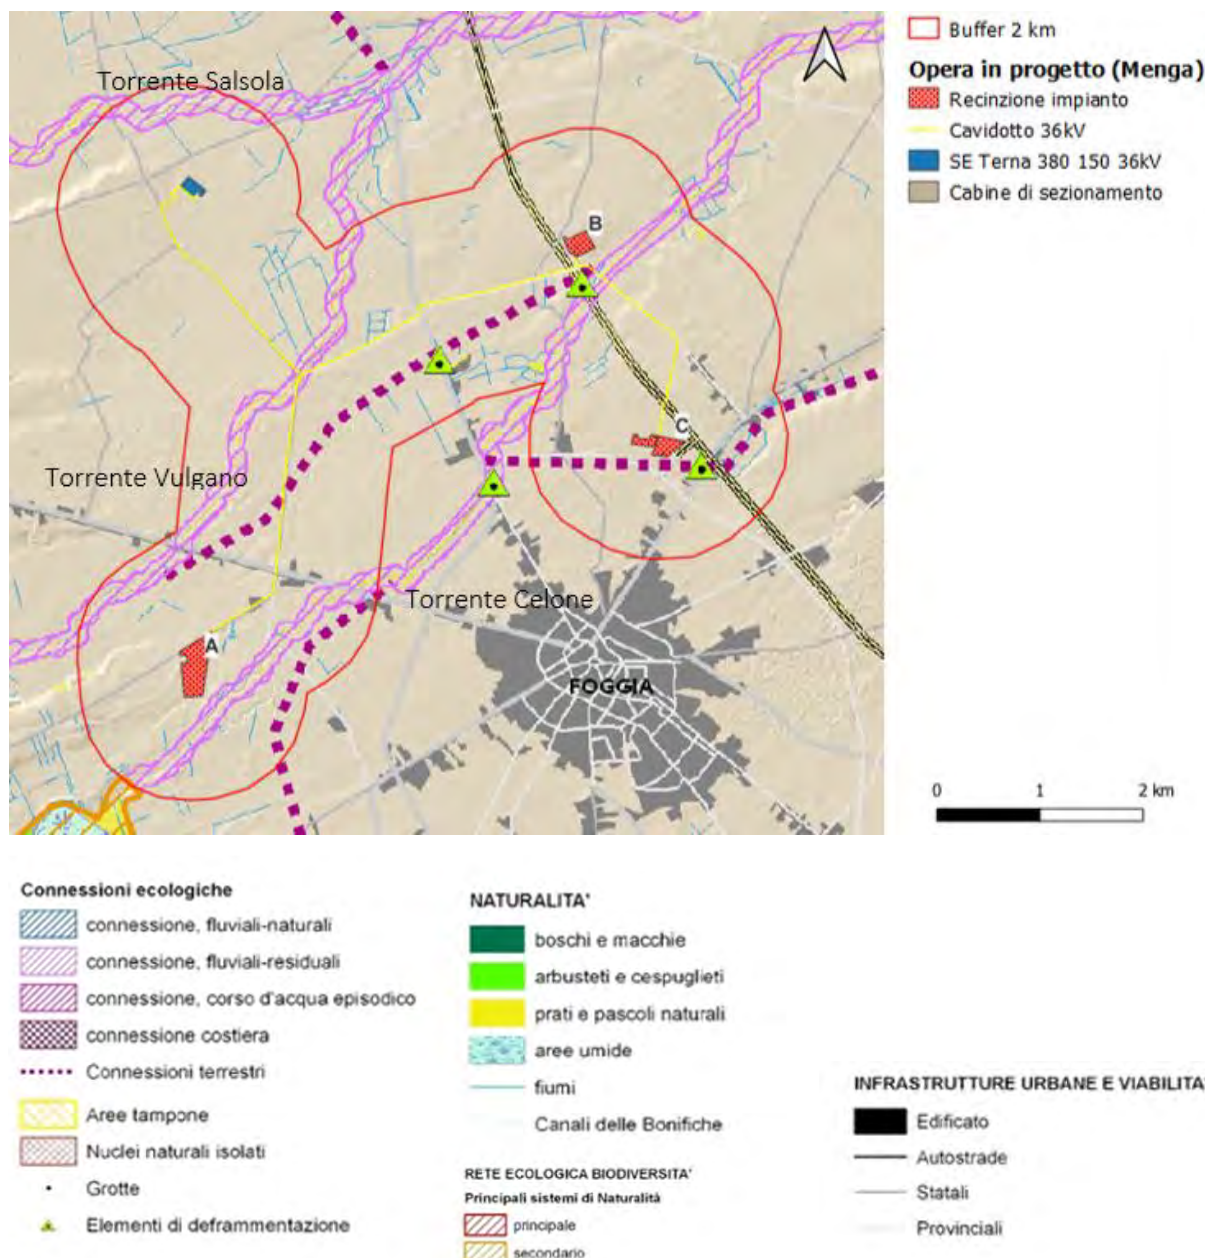 Torrente Salsola
B
C
Torrente Vulgano
Torrente Celone
A
FOGGIA
Buffer 2 km
Opera in progetto (Menga)
Recinzione impianto
Cavidotto 36kV
SE Terna 380 150 36kV
Cabine di sezionamento
0 1 2 km
Connessioni ecologiche
connessione, fluviali-naturali
connessione, fluviali-residuali
connessione, corso d'acqua episodico
connessione costiera
Connessioni terrestri
Aree tampone
Nuclei naturali isolati
Grotte
Elementi di deframmentazione
NATURALITA'
boschi e macchie
arbusteti e cespuglieti
prati e pascoli naturali
aree umide
fiumi
Canali delle Bonifiche
RETE ECOLOGICA BIODIVERSITA'
Principali sistemi di Naturalità
principale
secondario
INFRASTRUTTURE URBANE E VIABILITA
Edificato
Autostrade
Statali
Provinciali